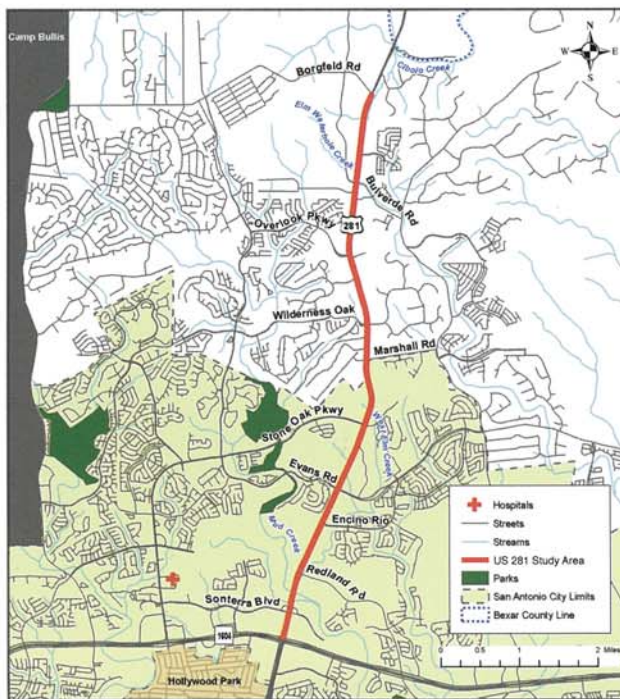 Camp Bullis
N
W
E
S
Borgfeld Rd
Cibolo Creek
Elm Waterhole Creek
Bulverde Rd
Overlook Pkwy
281
Wilderness Oak
Marshall Rd
Stone Oak Pkwy
West Elm Creek
Evans Rd
Mud Creek
Encino Rio
Redland Rd
Sonterra Blvd
1604
Hollywood Park
Hospitals
Streets
Streams
US 281 Study Area
Parks
San Antonio City Limits
Bexar County Line
0 0.5 1 2 Miles